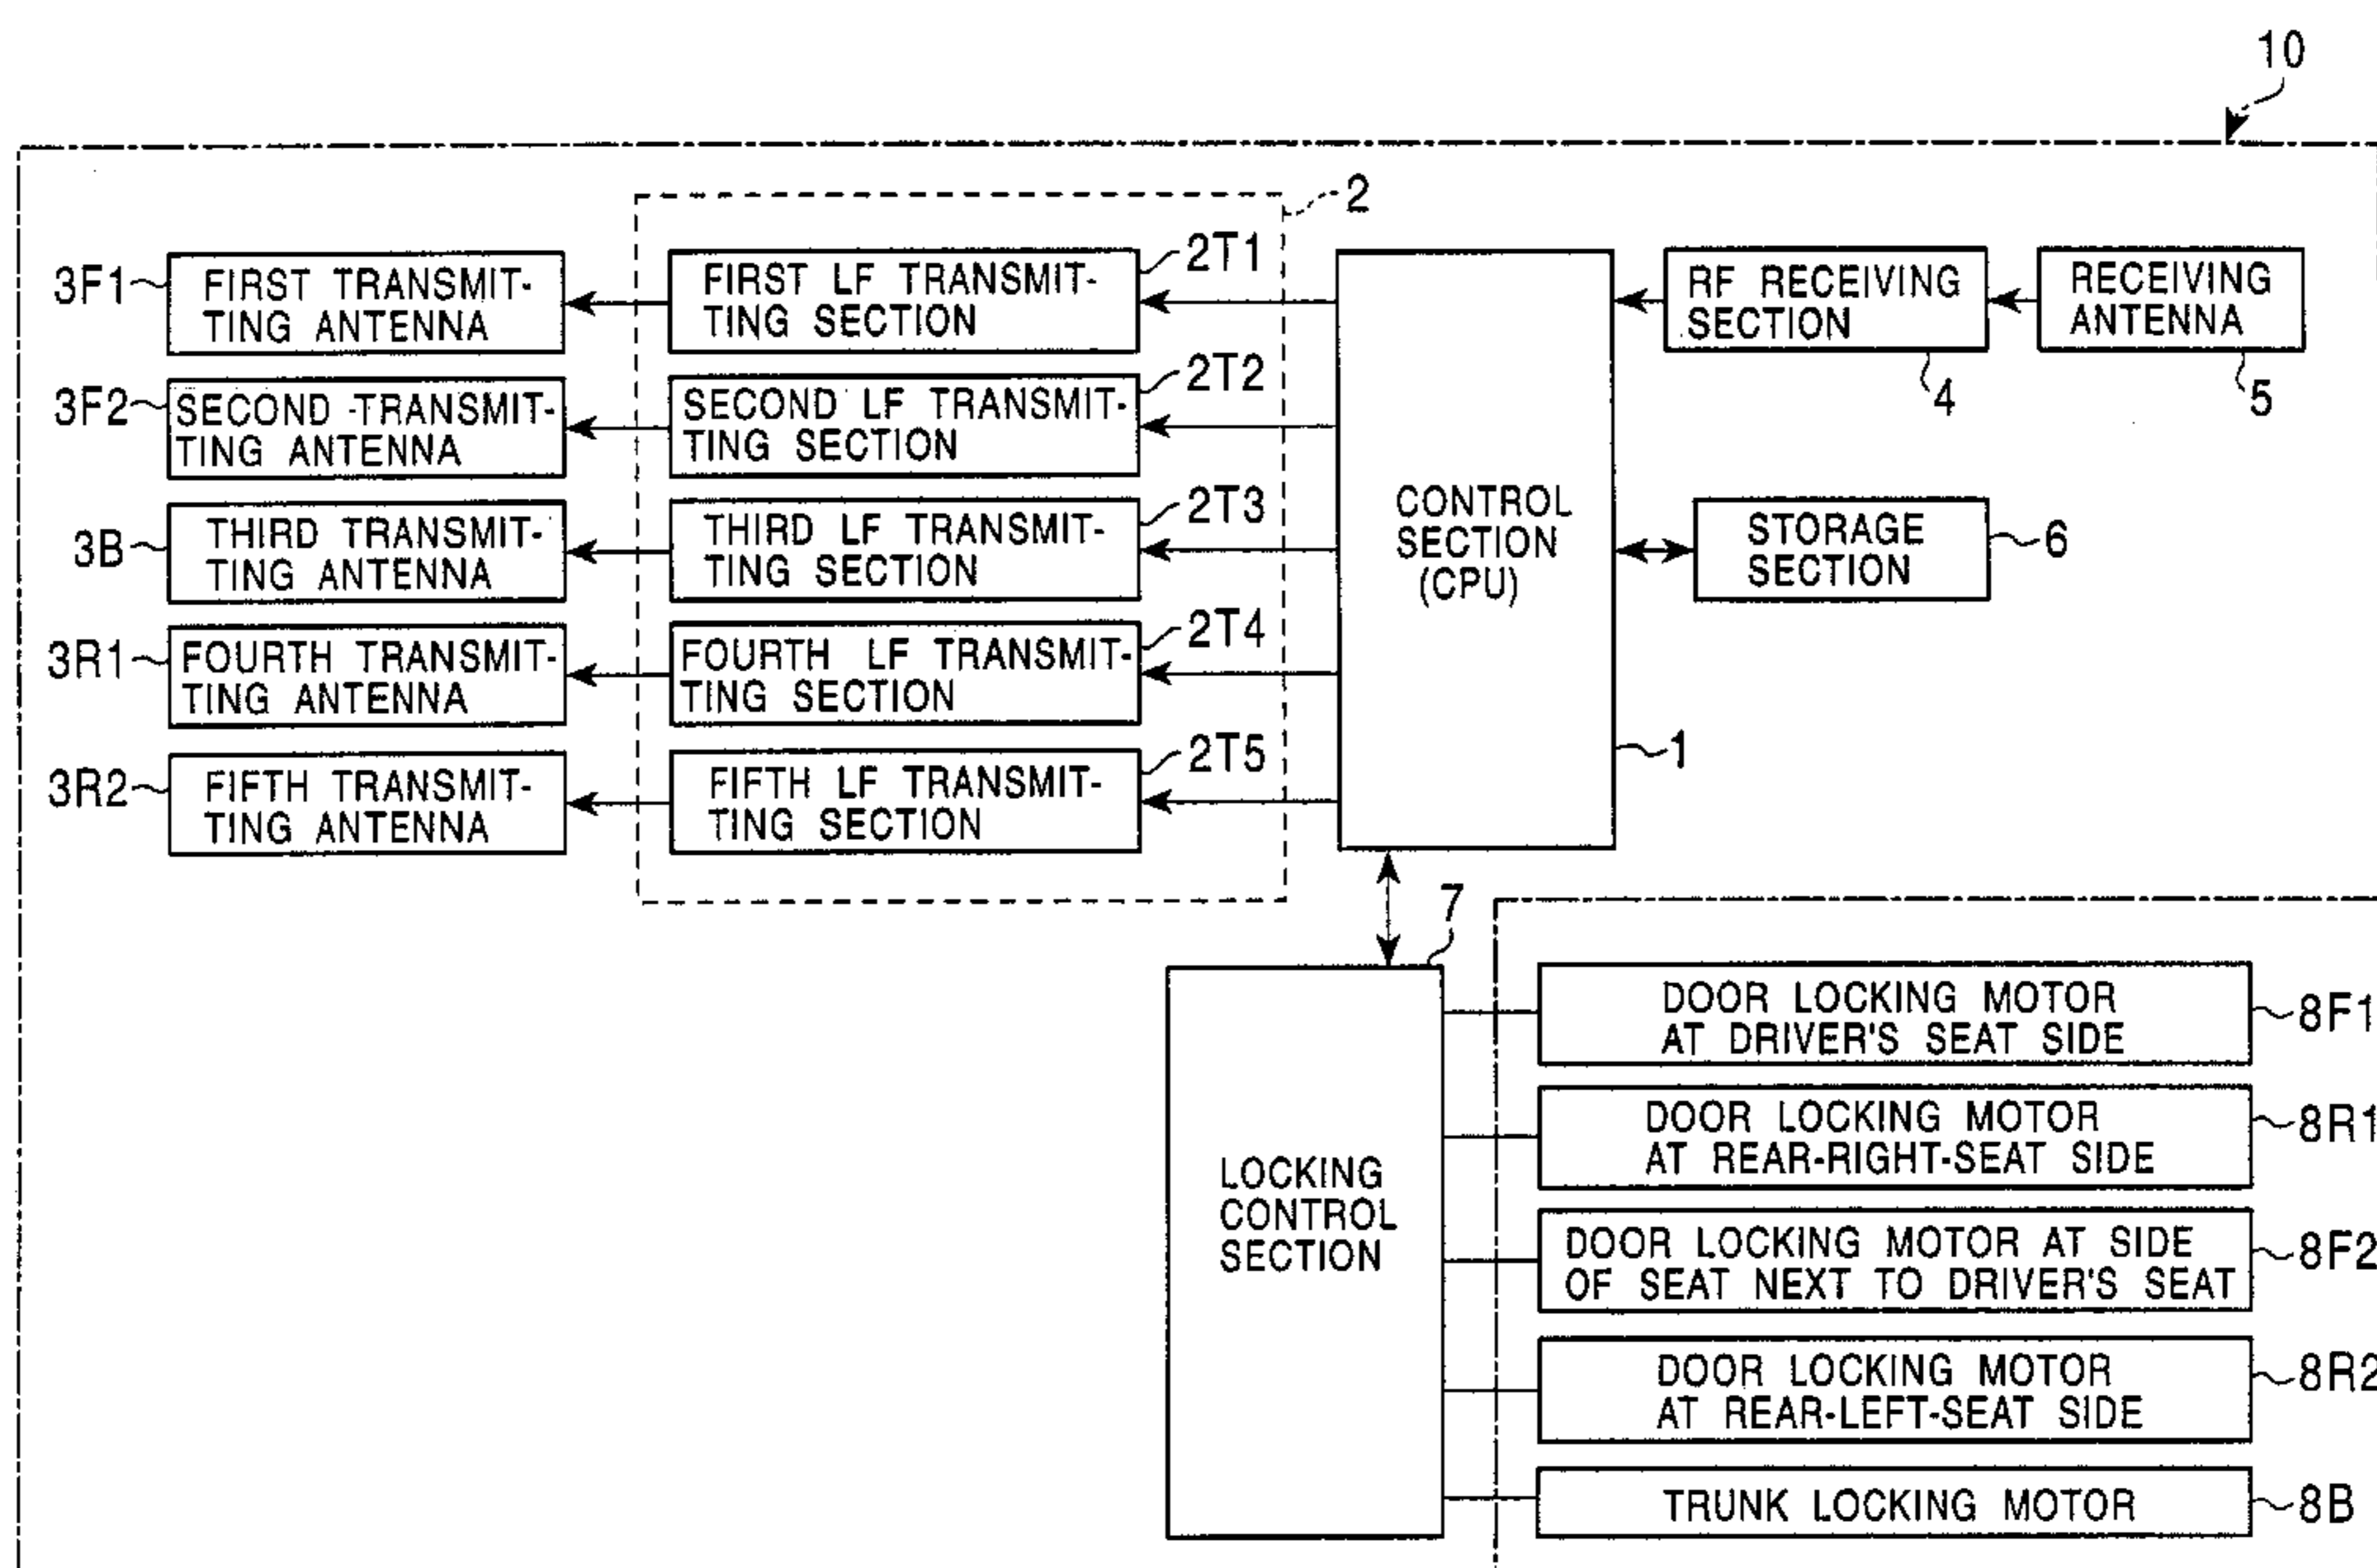 10
2
3F1
FIRST TRANSMIT-
TING ANTENNA
FIRST LF TRANSMIT-
TING SECTION
2T1
3F2
SECOND TRANSMIT-
TING ANTENNA
SECOND LF TRANSMIT-
TING SECTION
2T2
3B
THIRD TRANSMIT-
TING ANTENNA
THIRD LF TRANSMIT-
TING SECTION
2T3
3R1
FOURTH TRANSMIT-
TING ANTENNA
FOURTH LF TRANSMIT-
TING SECTION
2T4
3R2
FIFTH TRANSMIT-
TING ANTENNA
FIFTH LF TRANSMIT-
TING SECTION
2T5
CONTROL
SECTION
(CPU)
1
RF RECEIVING
SECTION
4
RECEIVING
ANTENNA
5
STORAGE
SECTION
6
7
LOCKING
CONTROL
SECTION
DOOR LOCKING MOTOR
AT DRIVER'S SEAT SIDE
8F1
DOOR LOCKING MOTOR
AT REAR-RIGHT-SEAT SIDE
8R1
DOOR LOCKING MOTOR AT SIDE
OF SEAT NEXT TO DRIVER'S SEAT
8F2
DOOR LOCKING MOTOR
AT REAR-LEFT-SEAT SIDE
8R2
TRUNK LOCKING MOTOR
8B